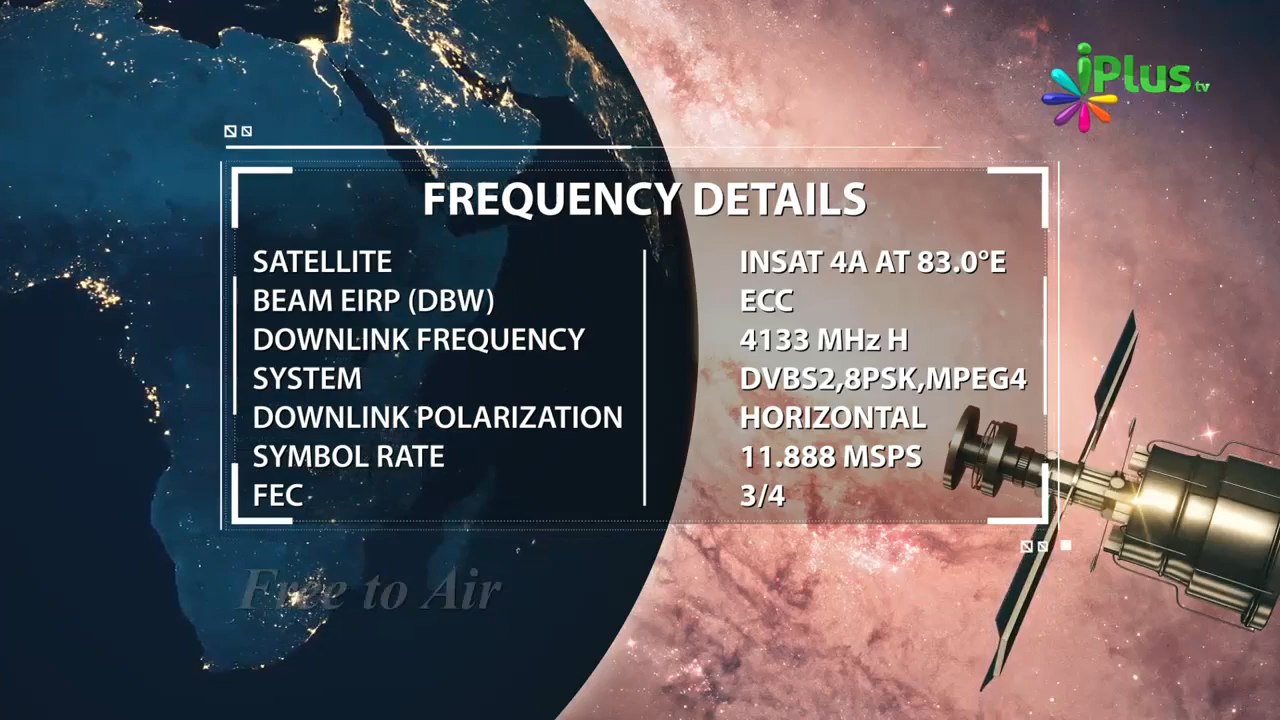 iPlus tv
FREQUENCY DETAILS
SATELLITE INSAT 4A AT 83.0°E
BEAM EIRP (DBW) ECC
DOWNLINK FREQUENCY 4133 MHz H
SYSTEM DVBS2,8PSK,MPEG4
DOWNLINK POLARIZATION HORIZONTAL
SYMBOL RATE 11.888 MSPS
FEC 3/4
Free to Air